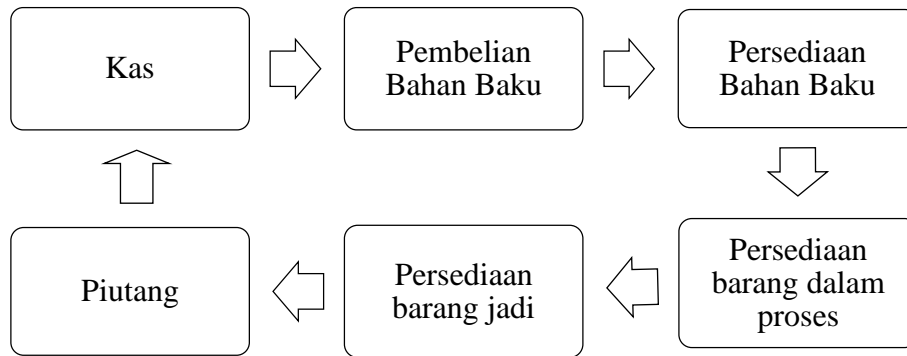 Kas
Pembelian
Bahan Baku
Persediaan
Bahan Baku
Persediaan
barang dalam
proses
Persediaan
barang jadi
Piutang